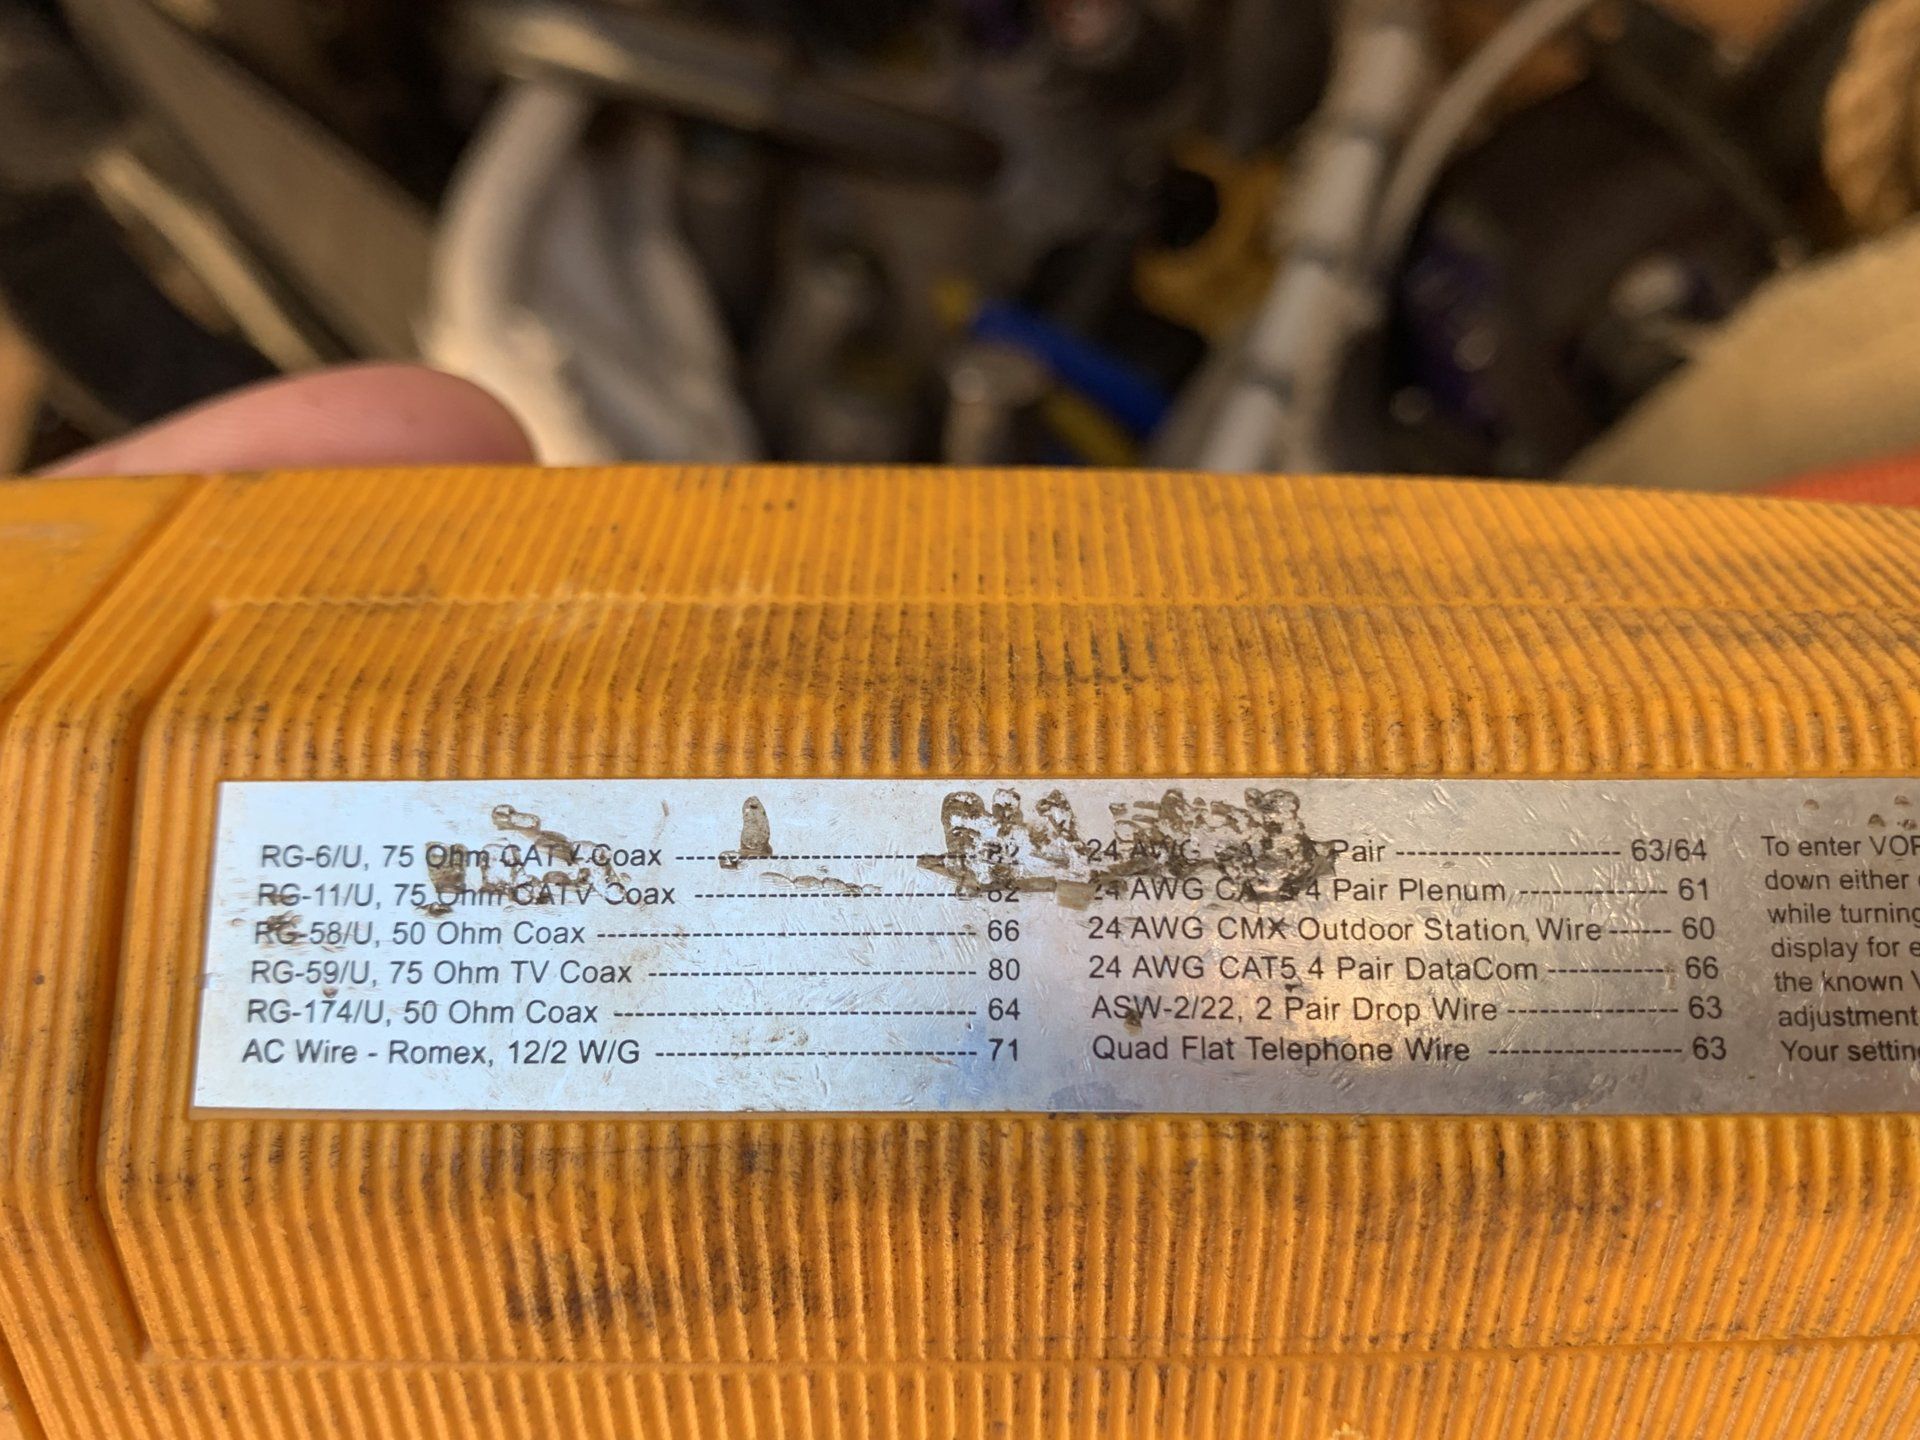 RG-6/U, 75 Ohm CATV Coax ------------------------ 82
RG-11/U, 75 Ohm CATV Coax ---------------------- 82
RG-58/U, 50 Ohm Coax ----------------------------- 66
RG-59/U, 75 Ohm TV Coax ------------------------- 80
RG-174/U, 50 Ohm Coax ---------------------------- 64
AC Wire - Romex, 12/2 W/G ------------------------- 71
24 AWG Pair ------------------ 63/64
24 AWG 4 Pair Plenum ------------ 61
24 AWG CMX Outdoor Station Wire ----- 60
24 AWG CAT5 4 Pair DataCom ---------- 66
ASW-2/22, 2 Pair Drop Wire -------------- 63
Quad Flat Telephone Wire --------------- 63
To enter
down either
while turning
display for
the known
adjustment
Your